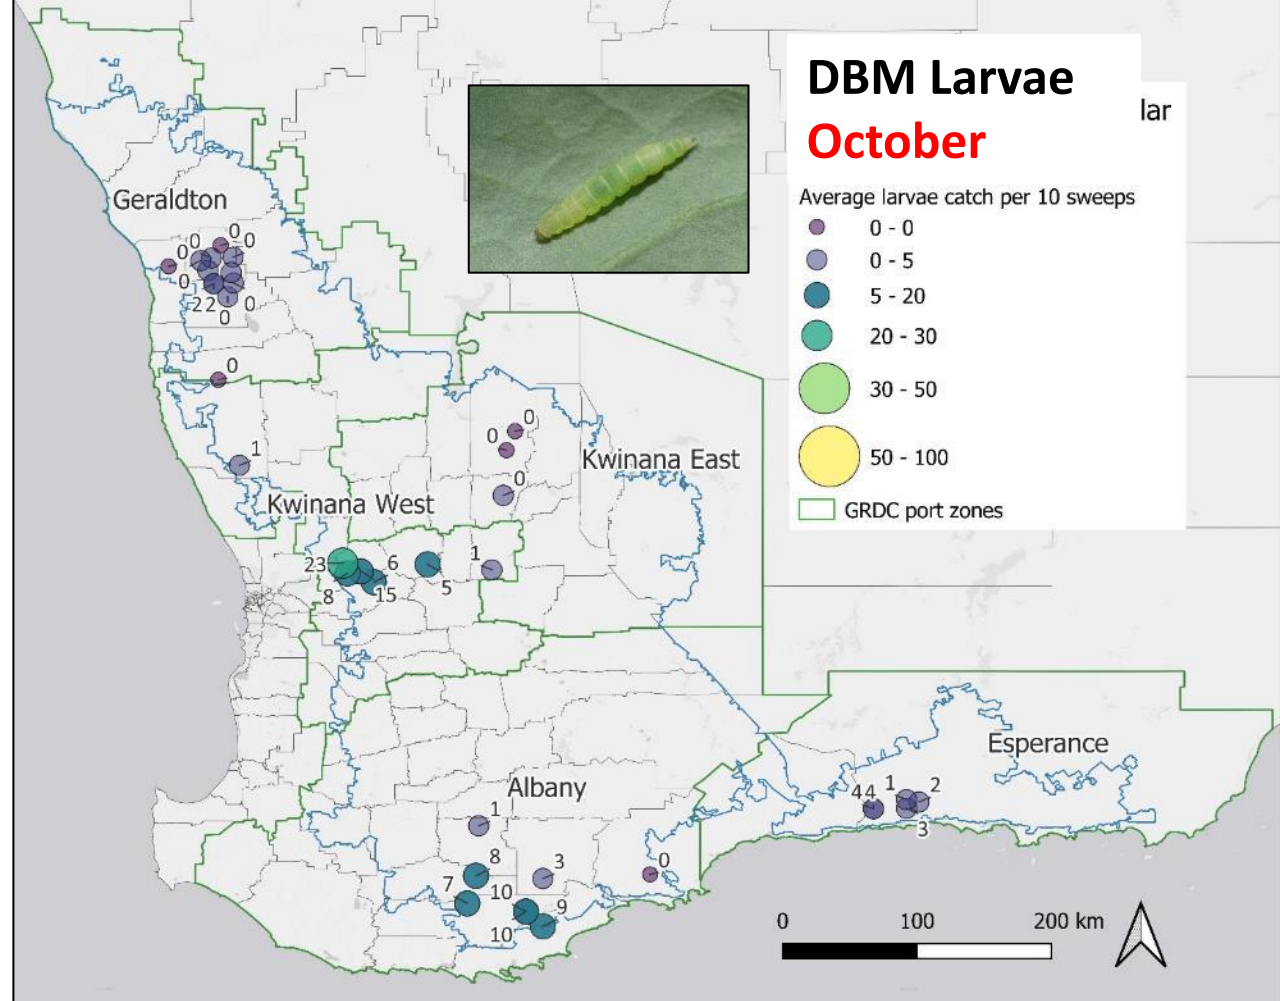 DBM Larvae
lar
October
Average larvae catch per 10 sweeps
0 - 0
0 - 5
5 - 20
20 - 30
30 - 50
50 - 100
GRDC port zones
Geraldton
0
0
0
0
0
22
0
0
0
1
0
0
Kwinana East
0
Kwinana West
23
6
1
8
15
5
Esperance
Albany
44
1
2
3
1
8
3
0
7
10
9
10
0 100 200 km